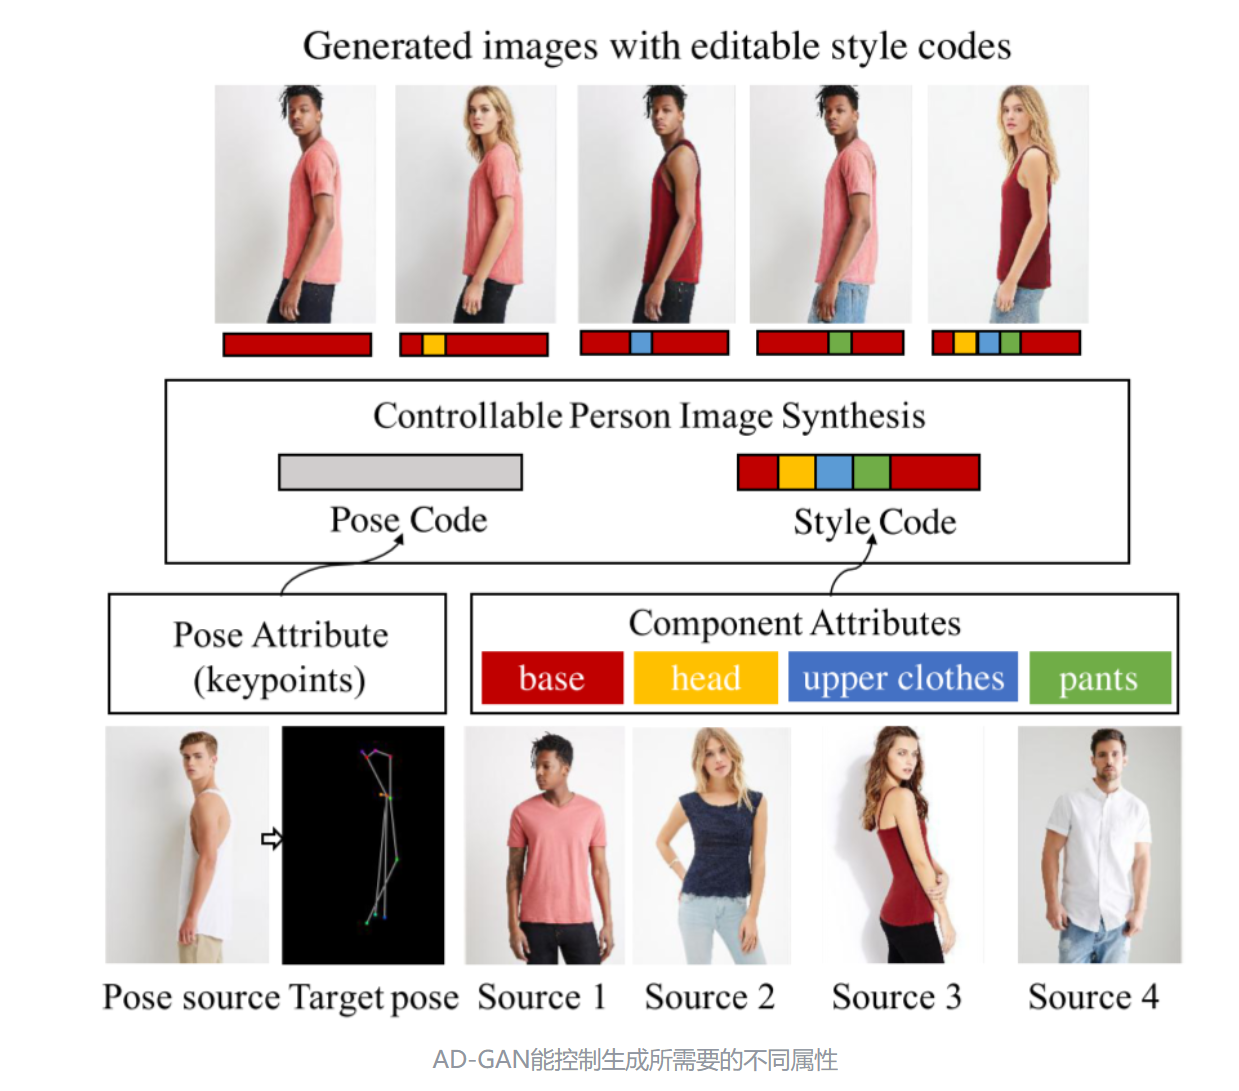 Generated images with editable style codes
Controllable Person Image Synthesis
Pose Code
Style Code
Pose Attribute
(keypoints)
Component Attributes
base
head
upper clothes
pants
Pose source
Target pose
Source 1
Source 2
Source 3
Source 4
AD-GAN能控制生成所需要的不同属性